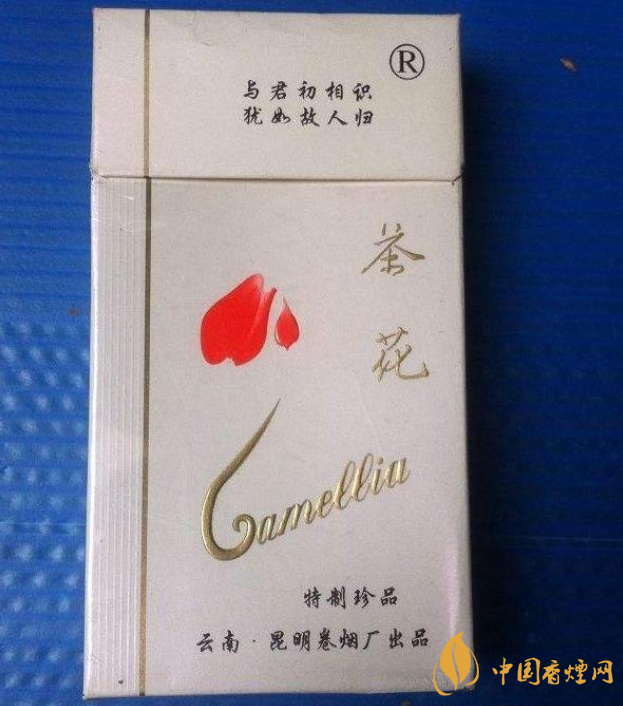 ®
与君初相识
犹如故人归
茶花
Camellia
特制珍品
云南·昆明卷烟厂出品
中国香烟网